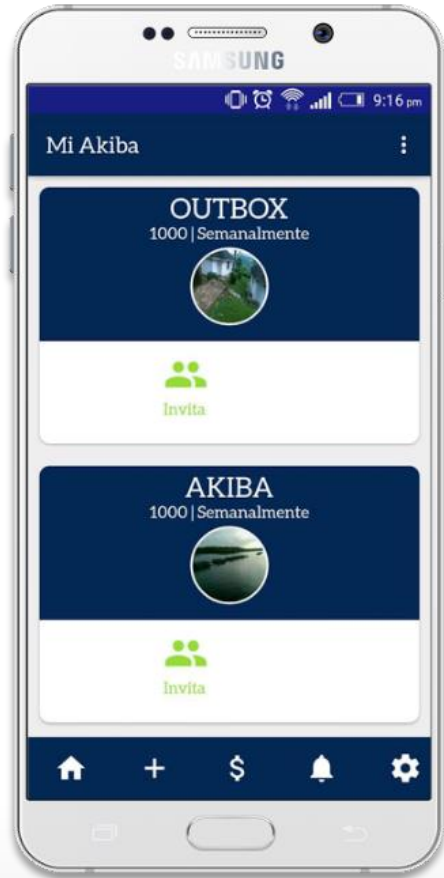 SAMSUNG
9:16 pm
Mi Akiba
OUTBOX
1000|Semanalmente
Invita
AKIBA
1000|Semanalmente
Invita